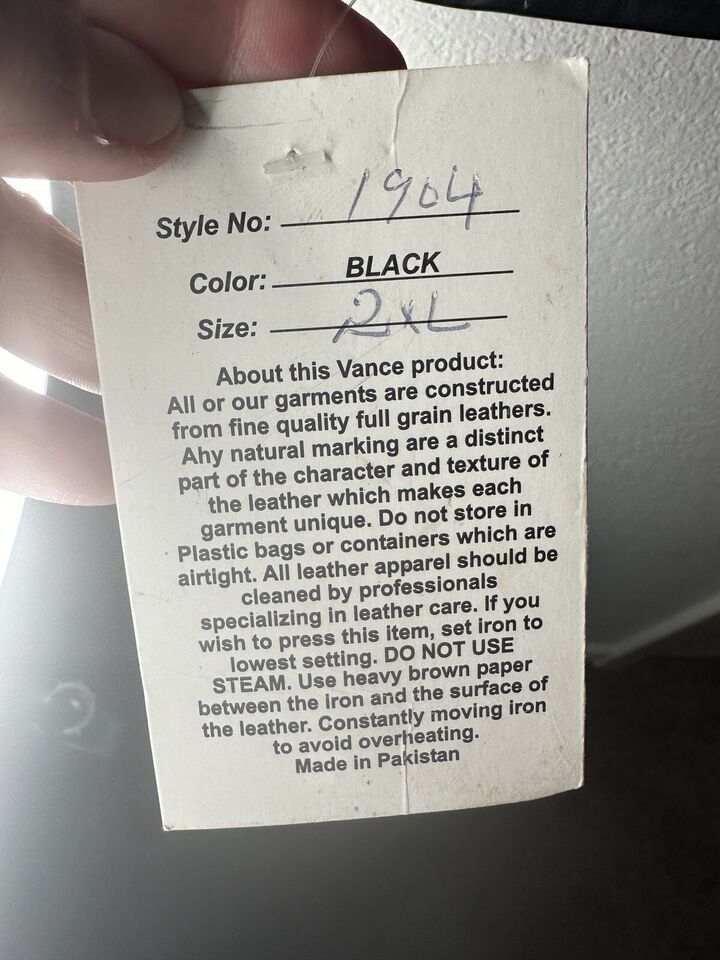 Style No: 1904
Color: BLACK
Size: 2XL
About this Vance product:
All or our garments are constructed
from fine quality full grain leathers.
Ahy natural marking are a distinct
part of the character and texture of
the leather which makes each
garment unique. Do not store in
Plastic bags or containers which are
airtight. All leather apparel should be
cleaned by professionals
specializing in leather care. If you
wish to press this item, set iron to
lowest setting. DO NOT USE
STEAM. Use heavy brown paper
between the iron and the surface of
the leather. Constantly moving iron
to avoid overheating.
Made in Pakistan